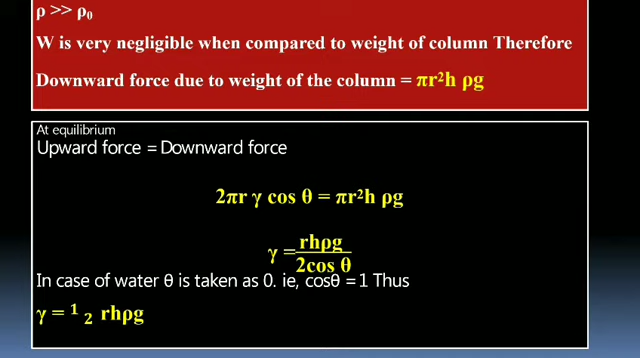 ρ >> ρ₀
W is very negligible when compared to weight of column Therefore
Downward force due to weight of the column = πr²h ρg
At equilibrium
Upward force = Downward force
2πr γ cos θ = πr²h ρg
γ = rhρg / 2cos θ
In case of water θ is taken as 0. ie, cosθ = 1 Thus
γ = ¹ ₂ rhρg